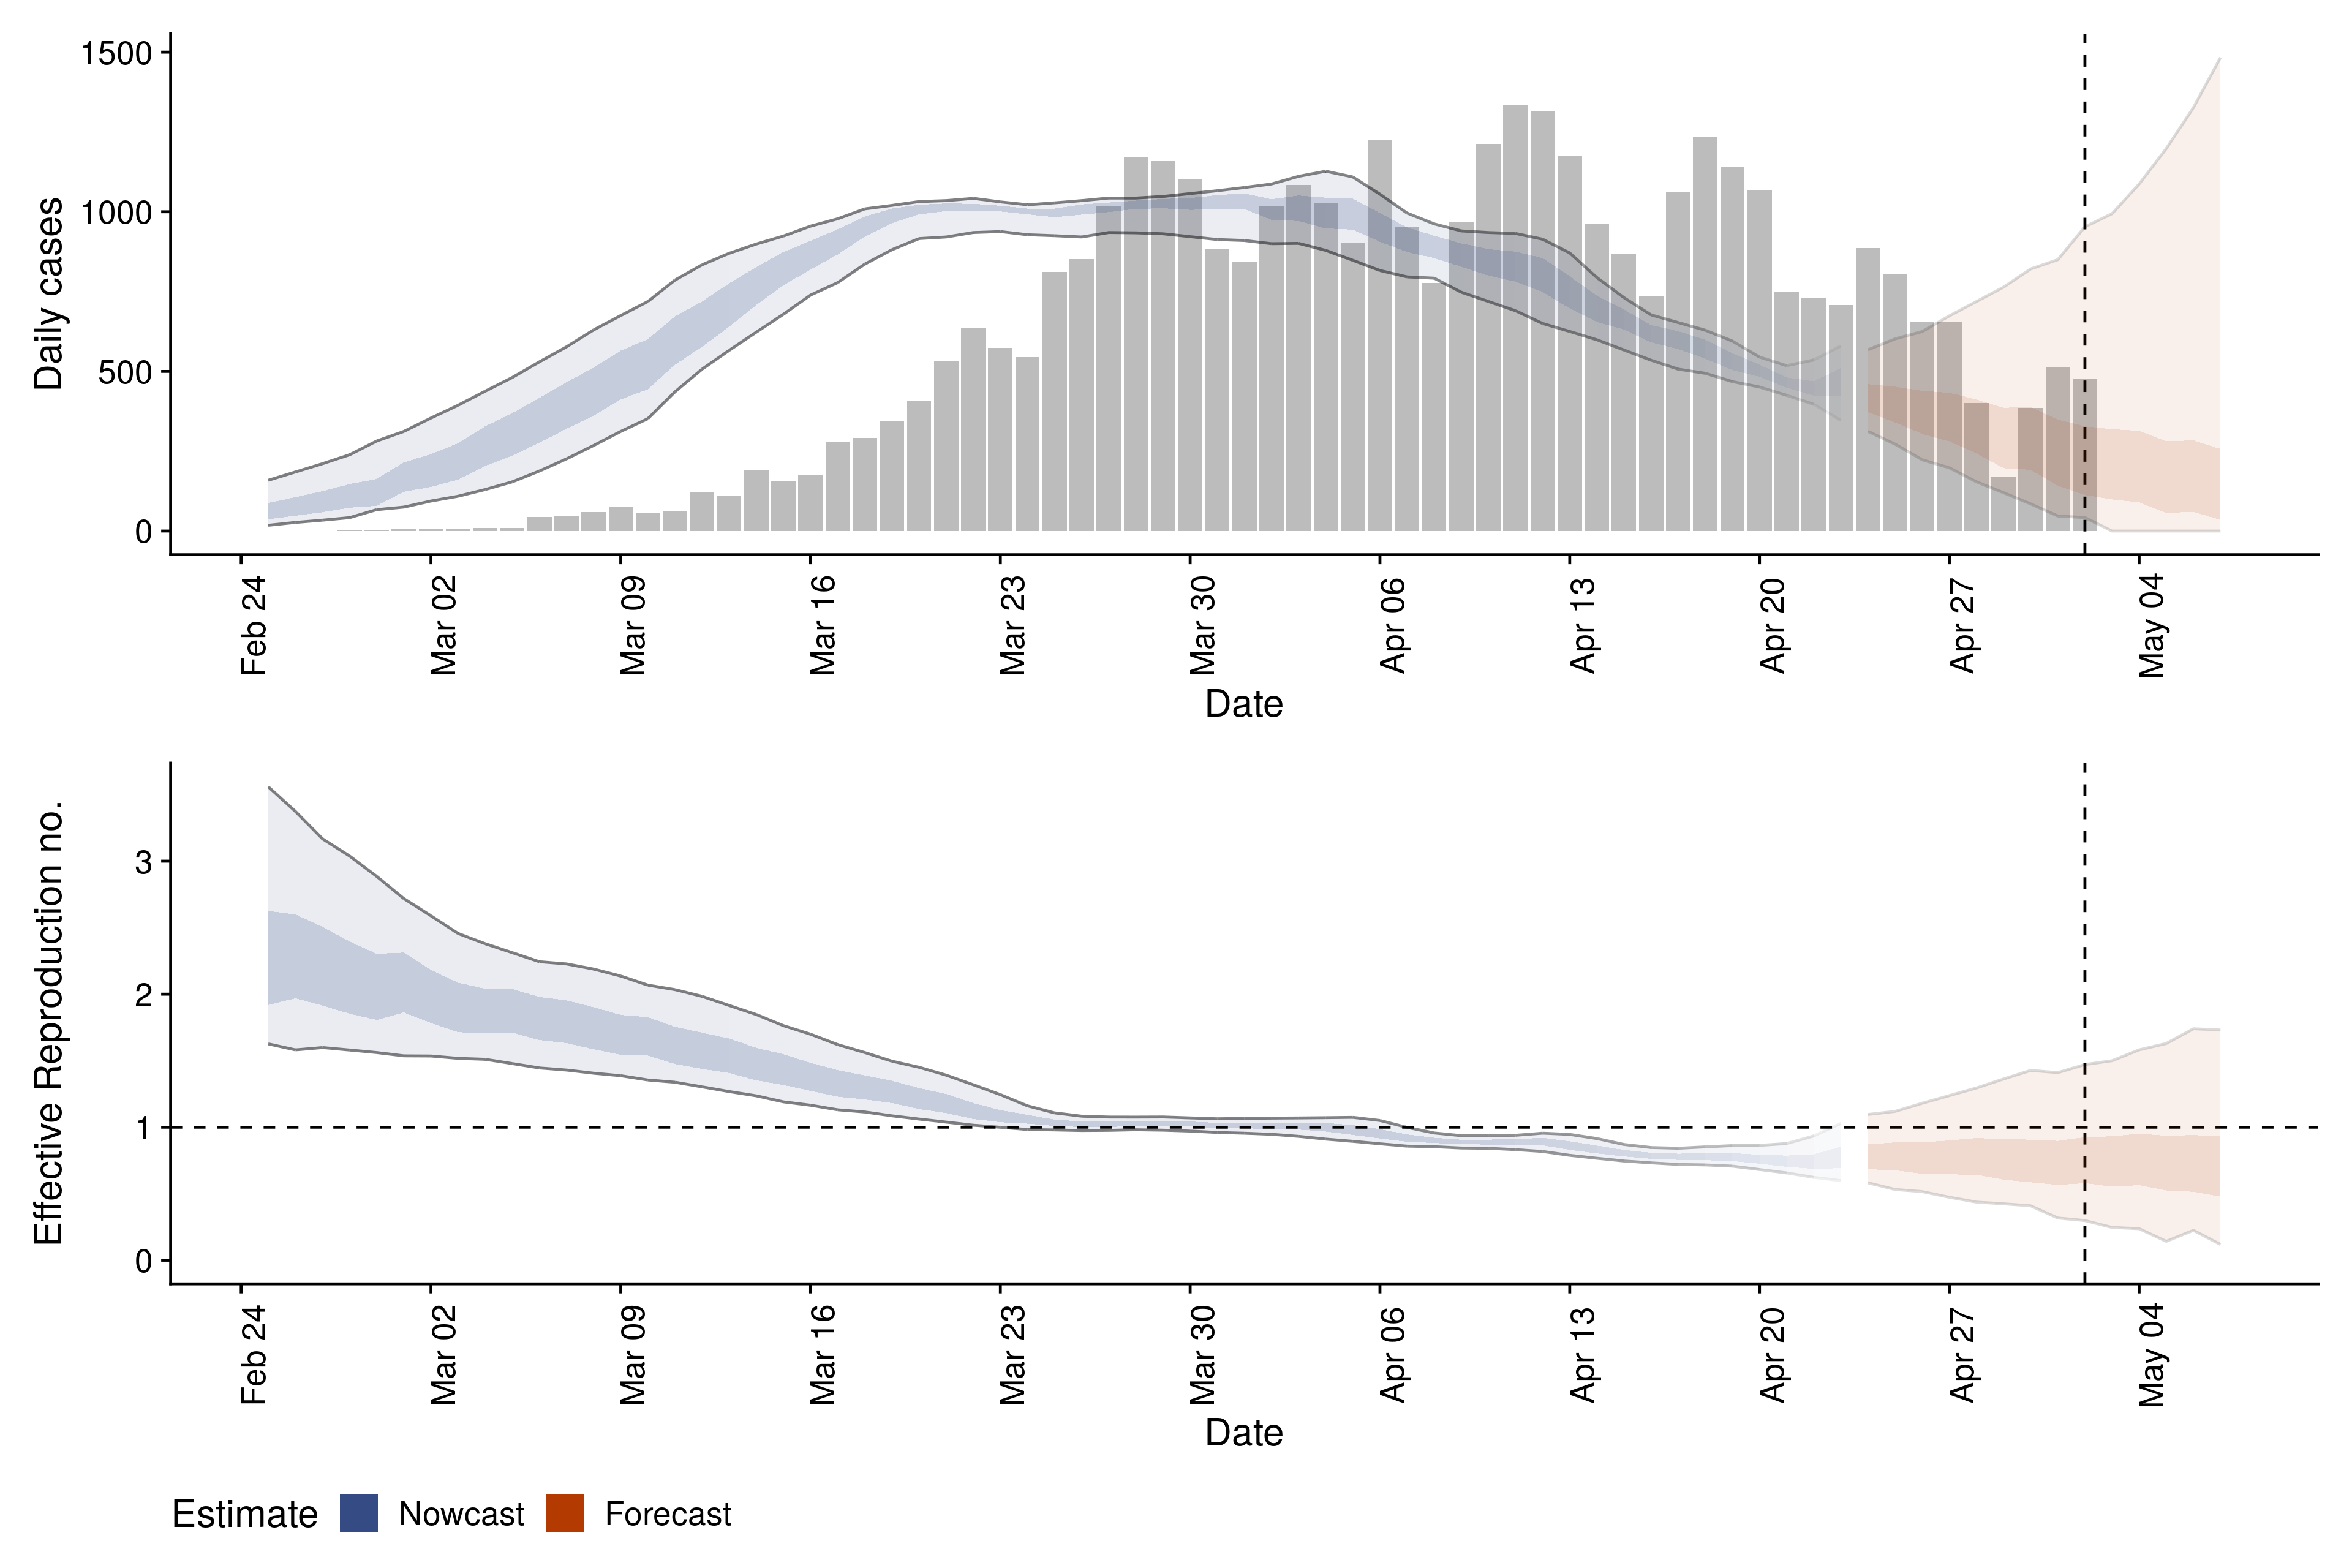 1500
1000
500
0
Daily cases
Feb 24
Mar 02
Mar 09
Mar 16
Mar 23
Mar 30
Apr 06
Apr 13
Apr 20
Apr 27
May 04
Date
3
2
1
0
Effective Reproduction no.
Feb 24
Mar 02
Mar 09
Mar 16
Mar 23
Mar 30
Apr 06
Apr 13
Apr 20
Apr 27
May 04
Date
Estimate Nowcast Forecast